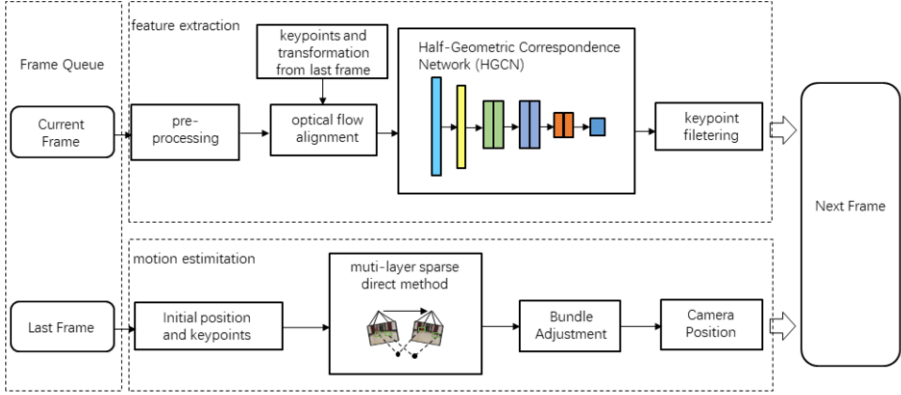 feature extraction
Frame Queue
keypoints and
transformation
from last frame
Half-Geometric Correspondence
Network (HGCN)
Current
Frame
pre-
processing
optical flow
alignment
keypoint
filetering
Next Frame
motion estimitation
muti-layer sparse
direct method
Last Frame
Initial position
and keypoints
Bundle
Adjustment
Camera
Position